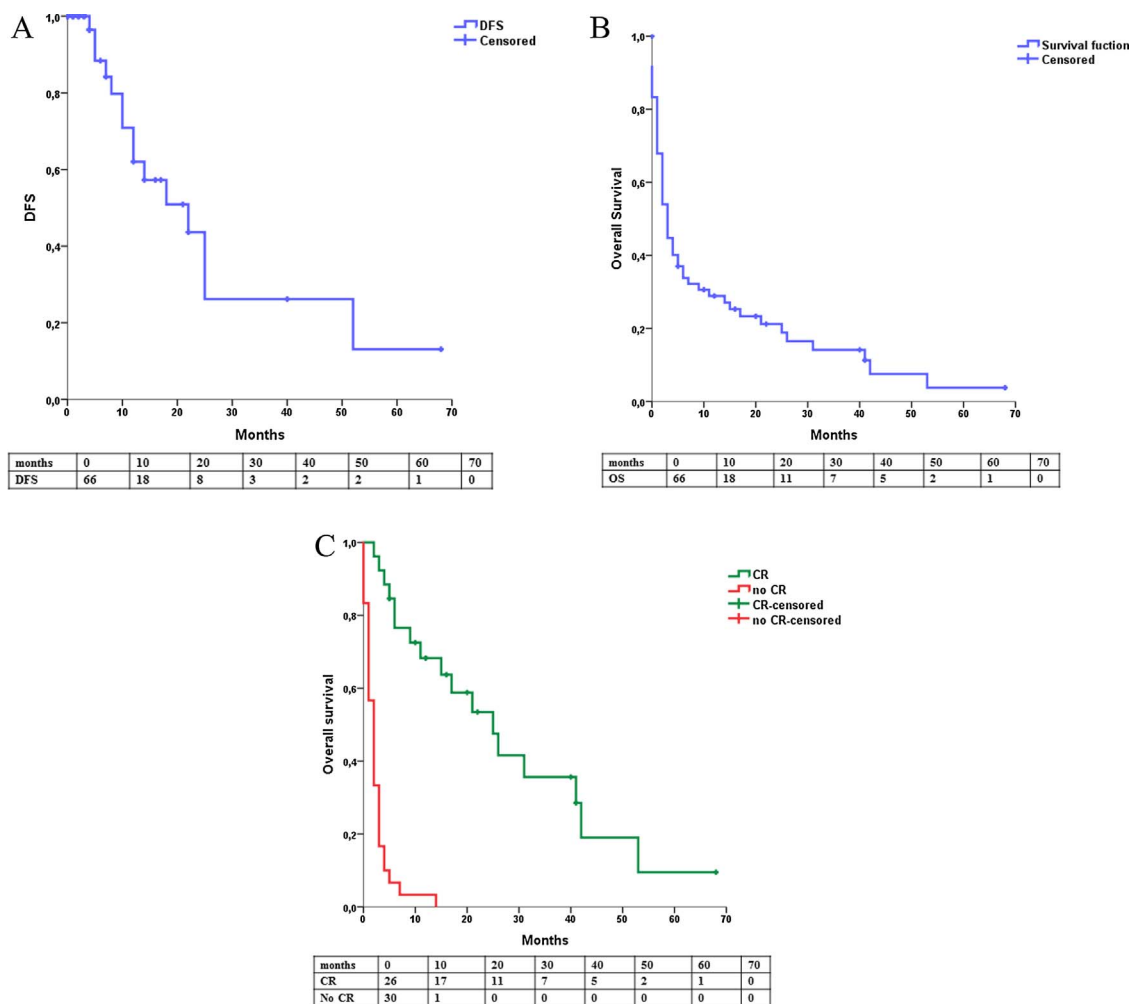 A
DFS
Censored
1,0
0,8
0,6
0,4
0,2
0,0
DFS
0 10 20 30 40 50 60 70
Months
months 0 10 20 30 40 50 60 70
DFS 66 18 8 3 2 2 1 0
B
Survival fuction
Censored
1,0
0,8
0,6
0,4
0,2
0,0
Overall Survival
0 10 20 30 40 50 60 70
Months
months 0 10 20 30 40 50 60 70
OS 66 18 11 7 5 2 1 0
C
CR
no CR
CR-censored
no CR-censored
1,0
0,8
0,6
0,4
0,2
0,0
Overall survival
0 10 20 30 40 50 60 70
Months
months 0 10 20 30 40 50 60 70
CR 26 17 11 7 5 2 1 0
No CR 30 1 0 0 0 0 0 0